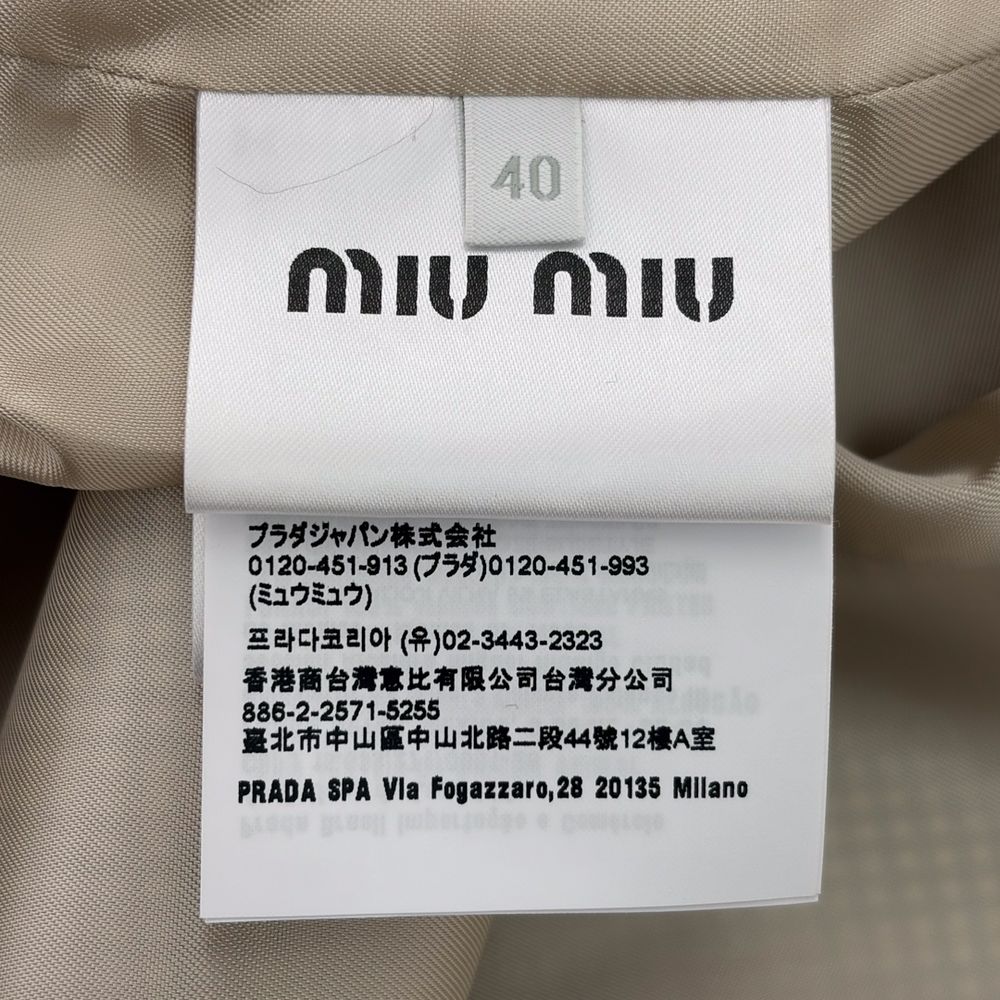 40
miu miu
プラダジャパン株式会社
0120-451-913 (プラダ)0120-451-993
(ミュウミュウ)
프라다코리아 (유)02-3443-2323
香港商台灣意比有限公司台灣分公司
886-2-2571-5255
臺北市中山區中山北路二段44號12樓A室
PRADA SPA Via Fogazzaro,28 20135 Milano